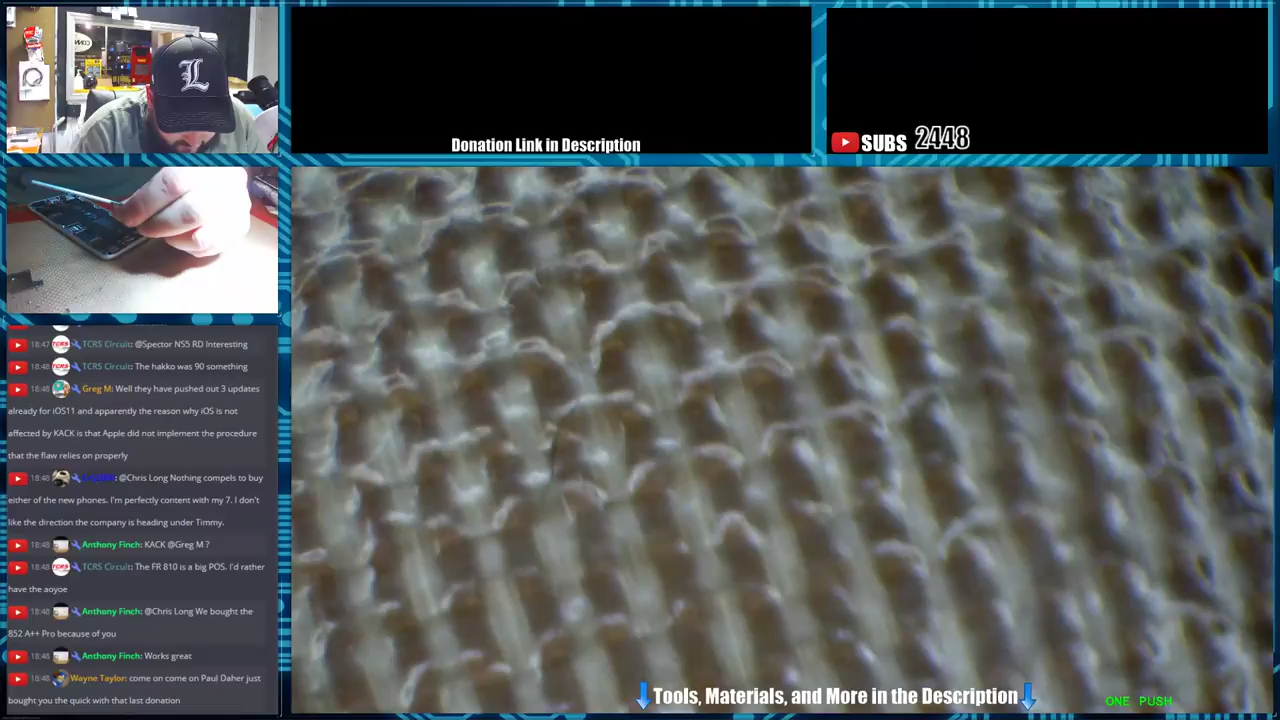 L
Donation Link in Description
SUBS 2448
18:47 TCRS Circuit: @Spector NS5 RD Interesting
18:48 TCRS Circuit: The hakko was 90 something
18:48 Greg M: Well they have pushed out 3 updates
already for iOS11 and apparently the reason why iOS is not
affected by KACK is that Apple did not implement the procedure
that the flaw relies on properly
18:48 @Chris Long Nothing compels to buy
either of the new phones. I'm perfectly content with my 7. I don't
like the direction the company is heading under Timmy.
18:48 Anthony Finch: KACK @Greg M ?
18:48 TCRS Circuit: The FR 810 is a big POS. I'd rather
have the aoyoe
18:48 Anthony Finch: @Chris Long We bought the
852 A++ Pro because of you
18:48 Anthony Finch: Works great
18:48 Wayne Taylor: come on come on Paul Daher just
bought you the quick with that last donation
Tools, Materials, and More in the Description
ONE PUSH